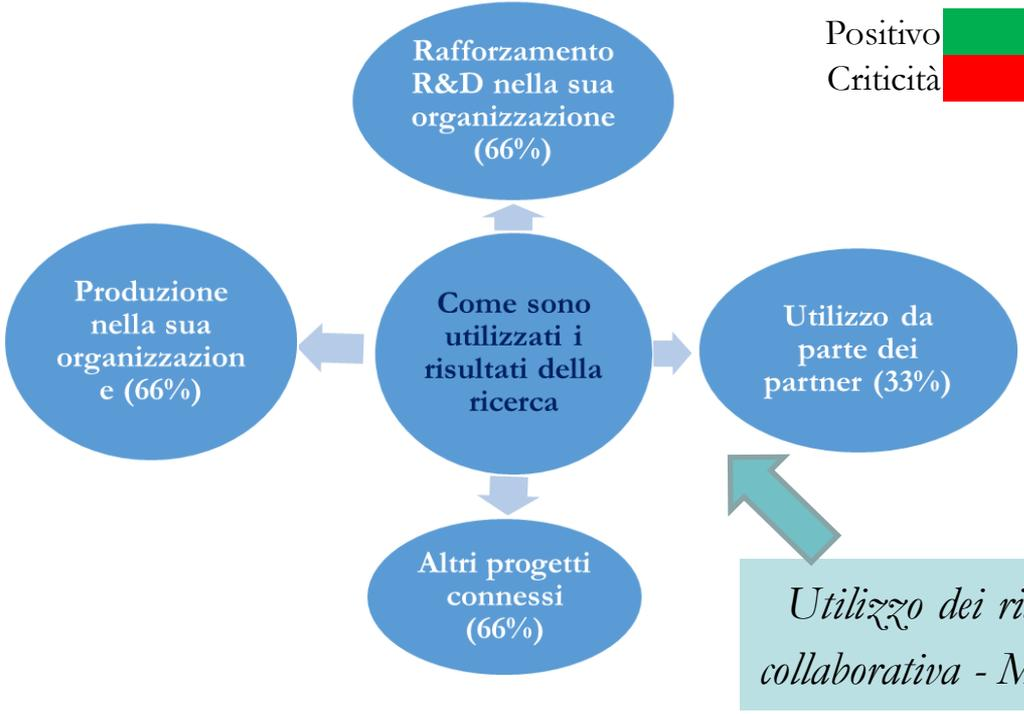 Positivo
Criticità
Rafforzamento
R&D nella sua
organizzazione
(66%)
Produzione
nella sua
organizzazion
e (66%)
Come sono
utilizzati i
risultati della
ricerca
Utilizzo da
parte dei
partner (33%)
Altri progetti
connessi
(66%)
Utilizzo dei
collaborativa -